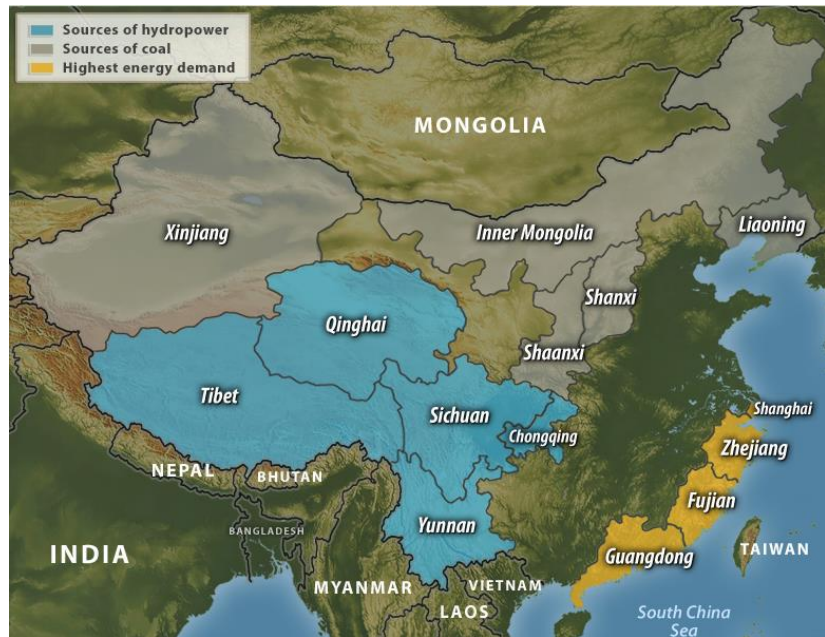 Sources of hydropower
Sources of coal
Highest energy demand
MONGOLIA
Xinjiang
Inner Mongolia
Liaoning
Shanxi
Qinghai
Shaanxi
Tibet
Sichuan
Shanghai
Chongqing
Zhejiang
NEPAL
BHUTAN
Fujian
Yunnan
BANGLADESH
INDIA
Guangdong
TAIWAN
MYANMAR
VIETNAM
LAOS
South China
Sea